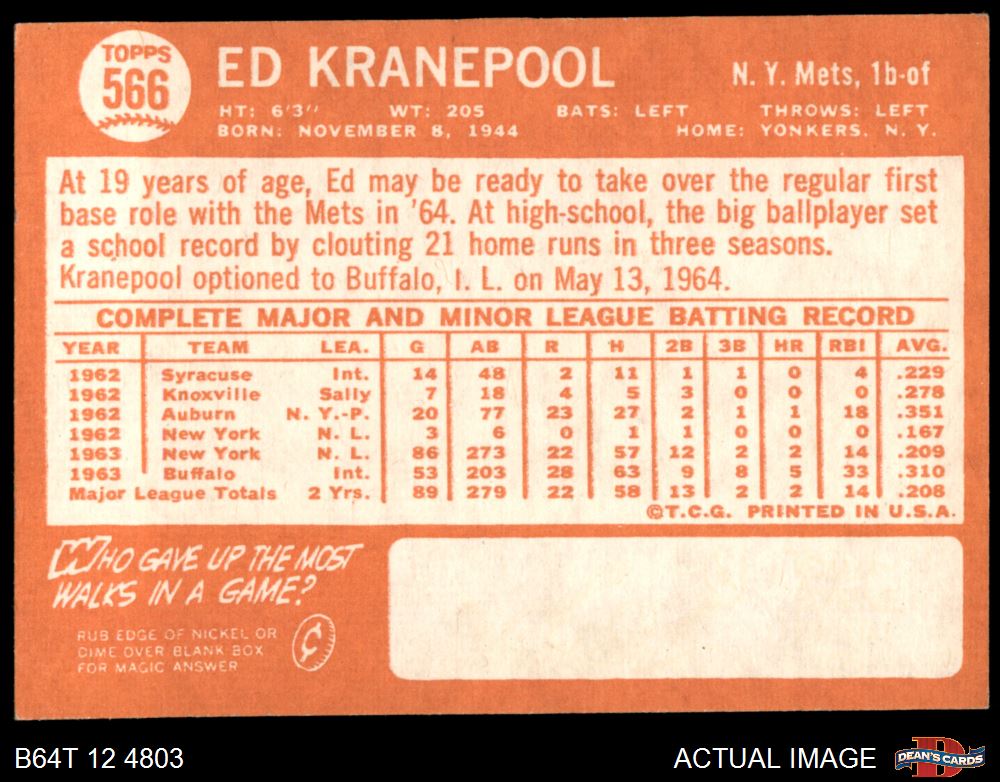 TOPPS
566
ED KRANEPOOL
N. Y. Mets, 1b-of
HT: 6'3" WT: 205 BATS: LEFT THROWS: LEFT
BORN: NOVEMBER 8, 1944 HOME: YONKERS, N. Y.
At 19 years of age, Ed may be ready to take over the regular first
base role with the Mets in '64. At high-school, the big ballplayer set
a school record by clouting 21 home runs in three seasons.
Kranepool optioned to Buffalo, I. L. on May 13, 1964.
COMPLETE MAJOR AND MINOR LEAGUE BATTING RECORD
YEAR TEAM LEA. G AB R H 2B 3B HR RBI AVG.
1962 Syracuse Int. 14 48 2 11 1 1 0 4 .229
1962 Knoxville Sally 7 18 4 5 3 0 0 0 .278
1962 Auburn N. Y.-P. 20 77 23 27 2 1 1 18 .351
1962 New York N. L. 3 6 0 1 1 0 0 0 .167
1963 New York N. L. 86 273 22 57 12 2 2 14 .209
1963 Buffalo Int. 53 203 28 63 9 8 5 33 .310
Major League Totals 2 Yrs. 89 279 22 58 13 2 2 14 .208
©T.C.G. PRINTED IN U.S.A.
WHO GAVE UP THE MOST
WALKS IN A GAME?
RUB EDGE OF NICKEL OR
DIME OVER BLANK BOX
FOR MAGIC ANSWER
¢
B64T 12 4803
ACTUAL IMAGE
D
DEAN'S CARDS